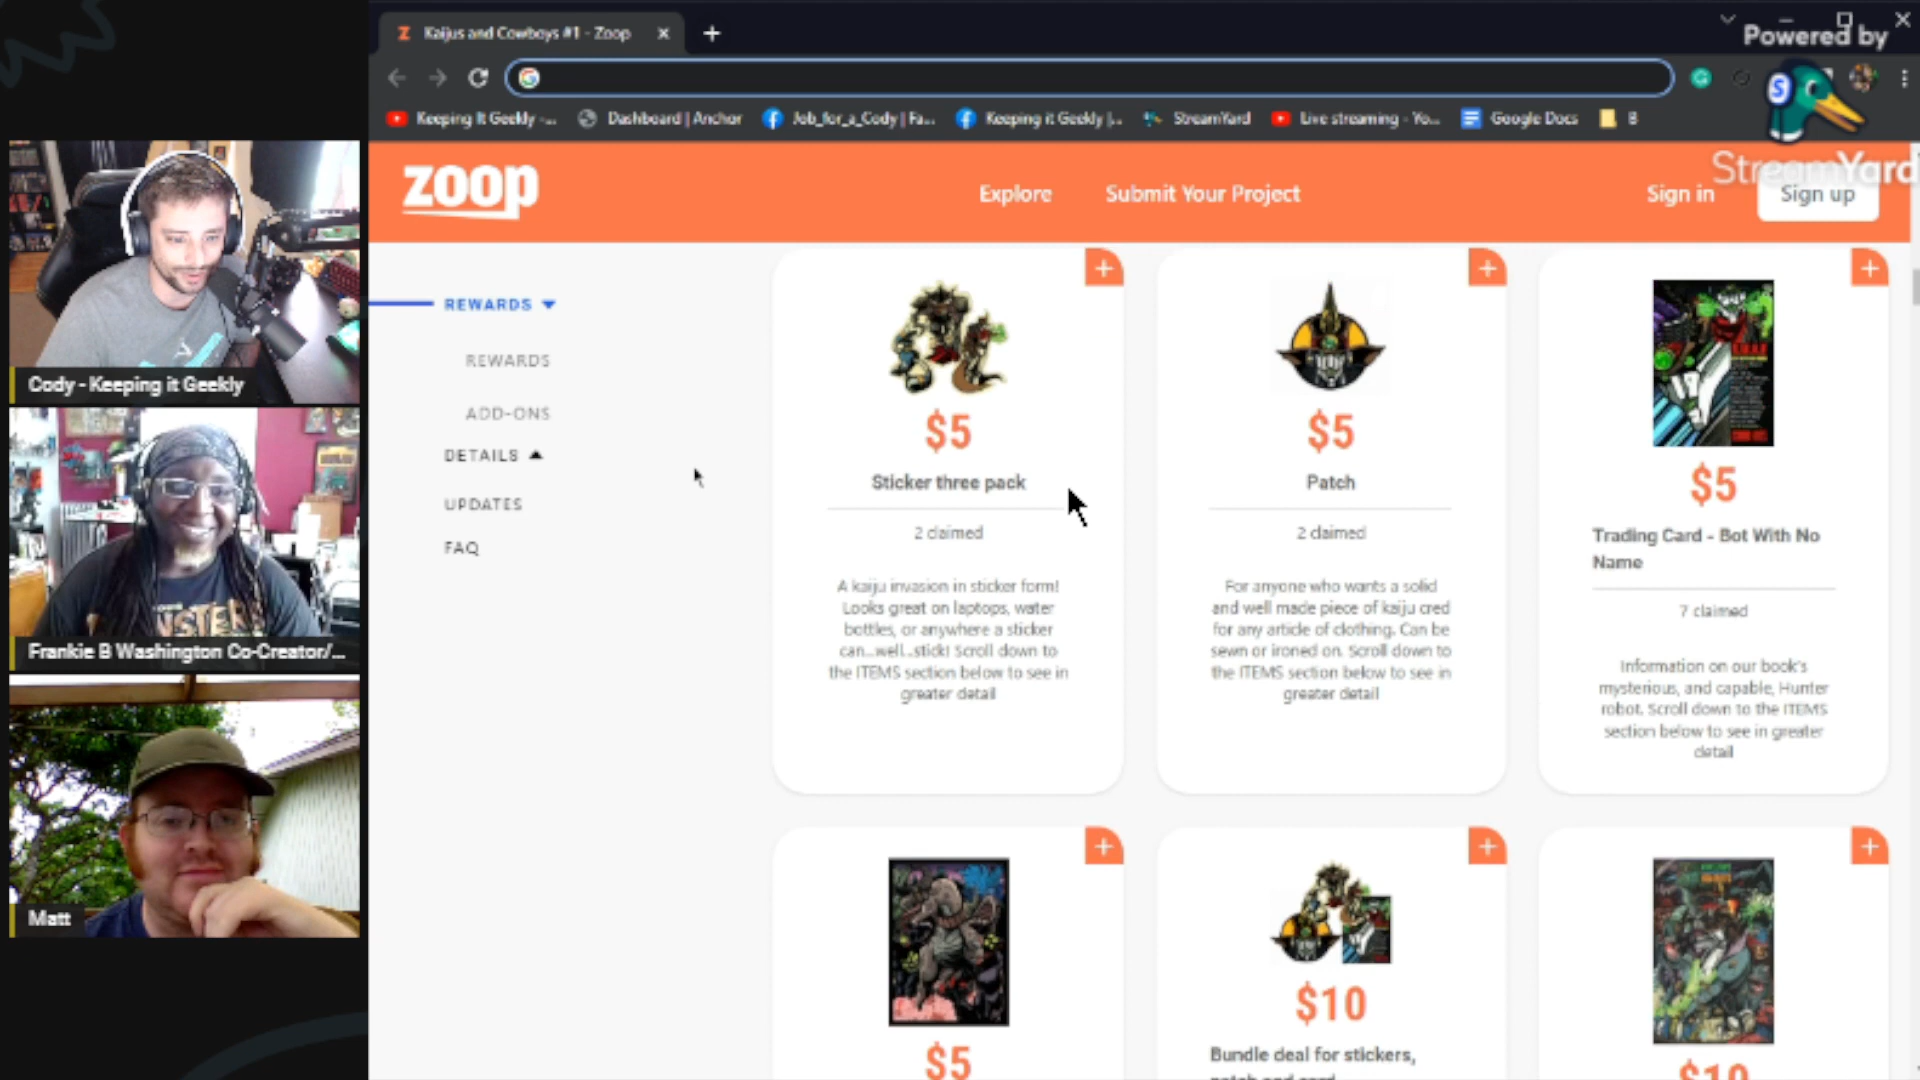 Kaijus and Cowboys #1 - Zoop
Powered by
Keeping It Geekly -...
Dashboard | Anchor
Job_for_a_Cody | Fa...
Keeping it Geekly |...
StreamYard
Live streaming - Yo...
Google Docs
B
StreamYard
zoop
Explore
Submit Your Project
Sign in
Sign up
REWARDS
REWARDS
ADD-ONS
DETAILS
UPDATES
FAQ
$5
Sticker three pack
2 claimed
A kaiju invasion in sticker form!
Looks great on laptops, water
bottles, or anywhere a sticker
can...well...stick! Scroll down to
the ITEMS section below to see in
greater detail
$5
Patch
2 claimed
For anyone who wants a solid
and well made piece of kaiju cred
for any article of clothing. Can be
sewn or ironed on. Scroll down to
the ITEMS section below to see in
greater detail
$5
Trading Card - Bot With No
Name
7 claimed
Information on our book's
mysterious, and capable, Hunter
robot. Scroll down to the ITEMS
section below to see in greater
detail
$5
$10
Bundle deal for stickers,
patch and card
$10
Cody - Keeping it Geekly
Frankie B Washington Co-Creator/...
Matt